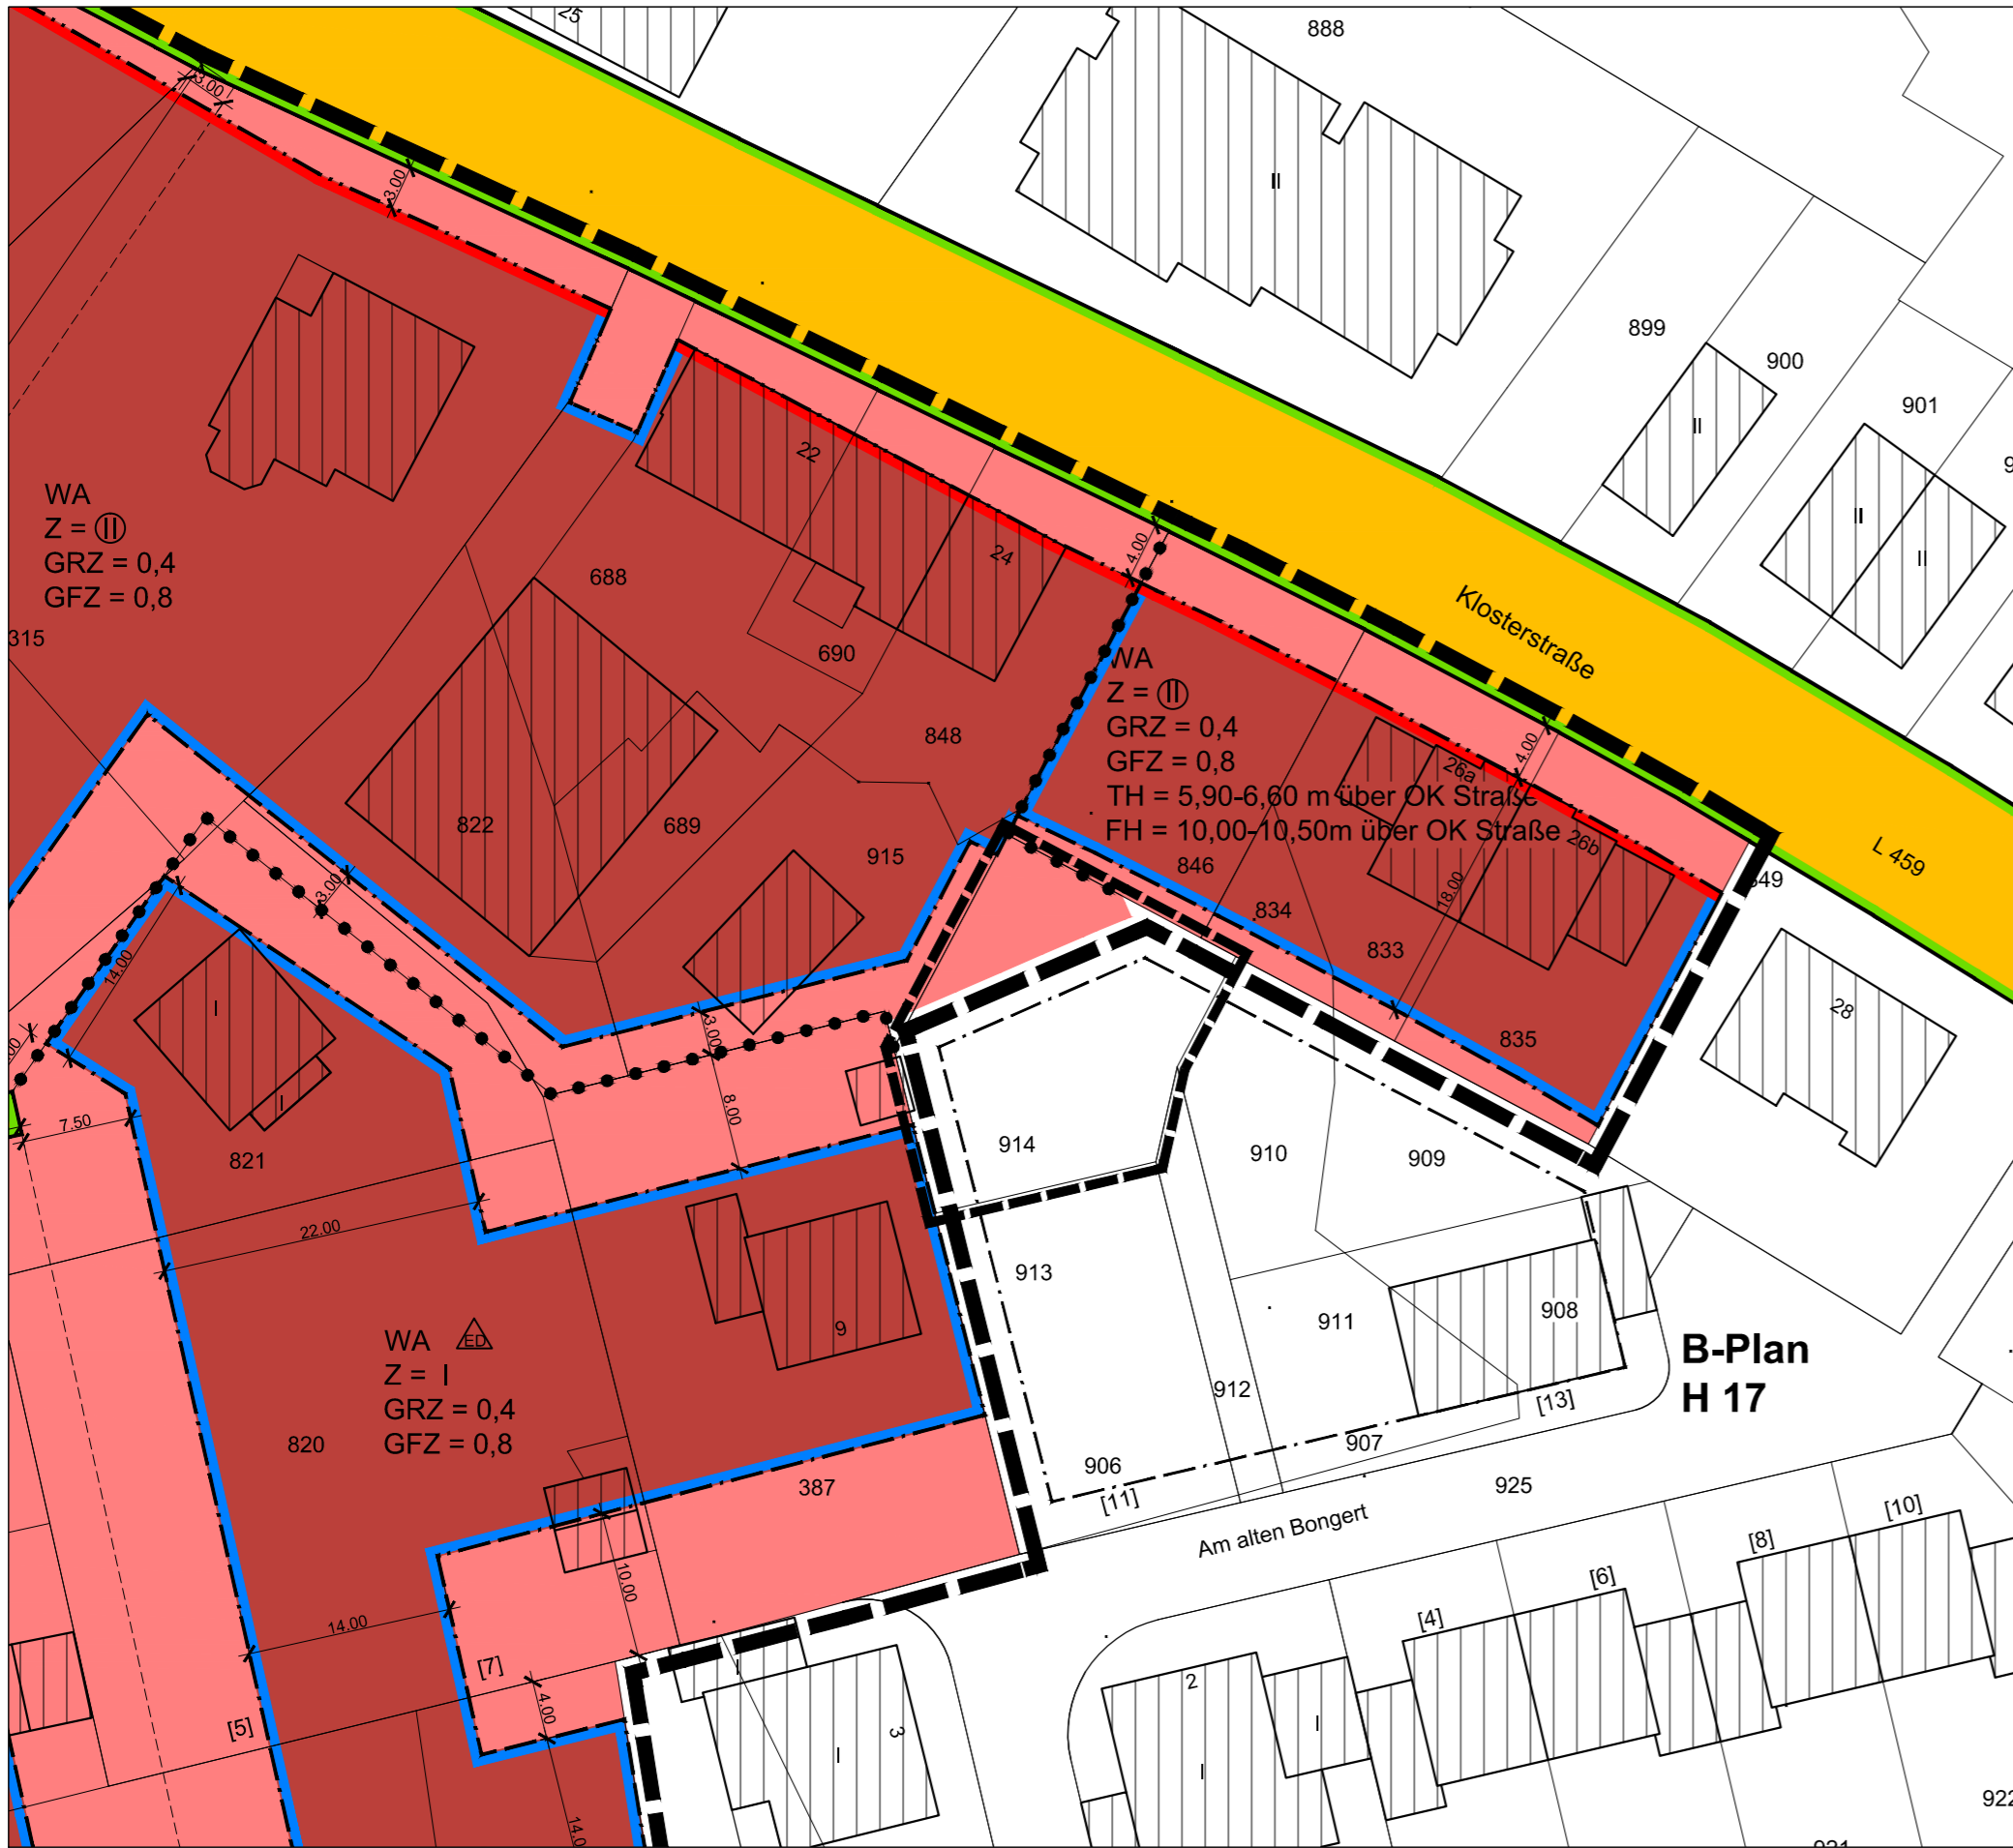 25
888
3.00
3.00
II
899
900
II
901
II
II
22
24
4.00
Klosterstraße
WA
Z = II
GRZ = 0,4
GFZ = 0,8
688
315
690
WA
Z = II
GRZ = 0,4
GFZ = 0,8
TH = 5,90-6,60 m über OK Straße
FH = 10,00-10,50m über OK Straße
848
26a
4.00
26b
L 459
822
689
915
846
834
833
18.00
835
28
3.00
14.00
I
I
3.00
8.00
7.50
821
914
910
909
22.00
913
9
911
908
B-Plan
H 17
WA ED
Z = I
GRZ = 0,4
GFZ = 0,8
820
912
[13]
907
906
[11]
387
925
Am alten Bongert
10.00
14.00
[7]
4.00
[5]
I
3
I
2
I
I
[4]
[6]
[8]
[10]